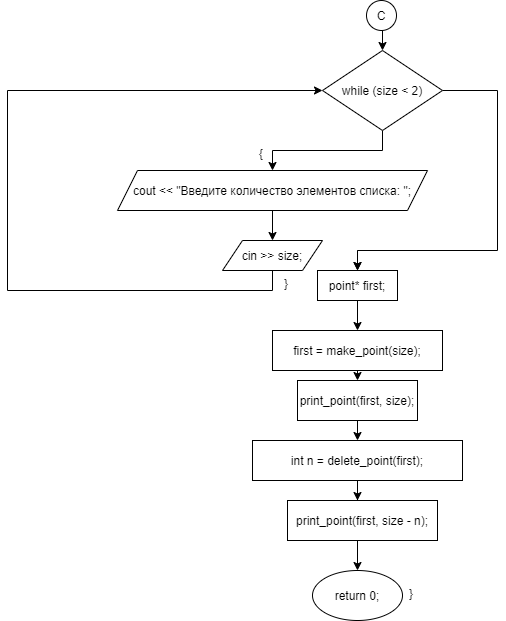 C
while (size < 2)
{
cout << "Введите количество элементов списка: ";
cin >> size;
}
point* first;
first = make_point(size);
print_point(first, size);
int n = delete_point(first);
print_point(first, size - n);
return 0;
}